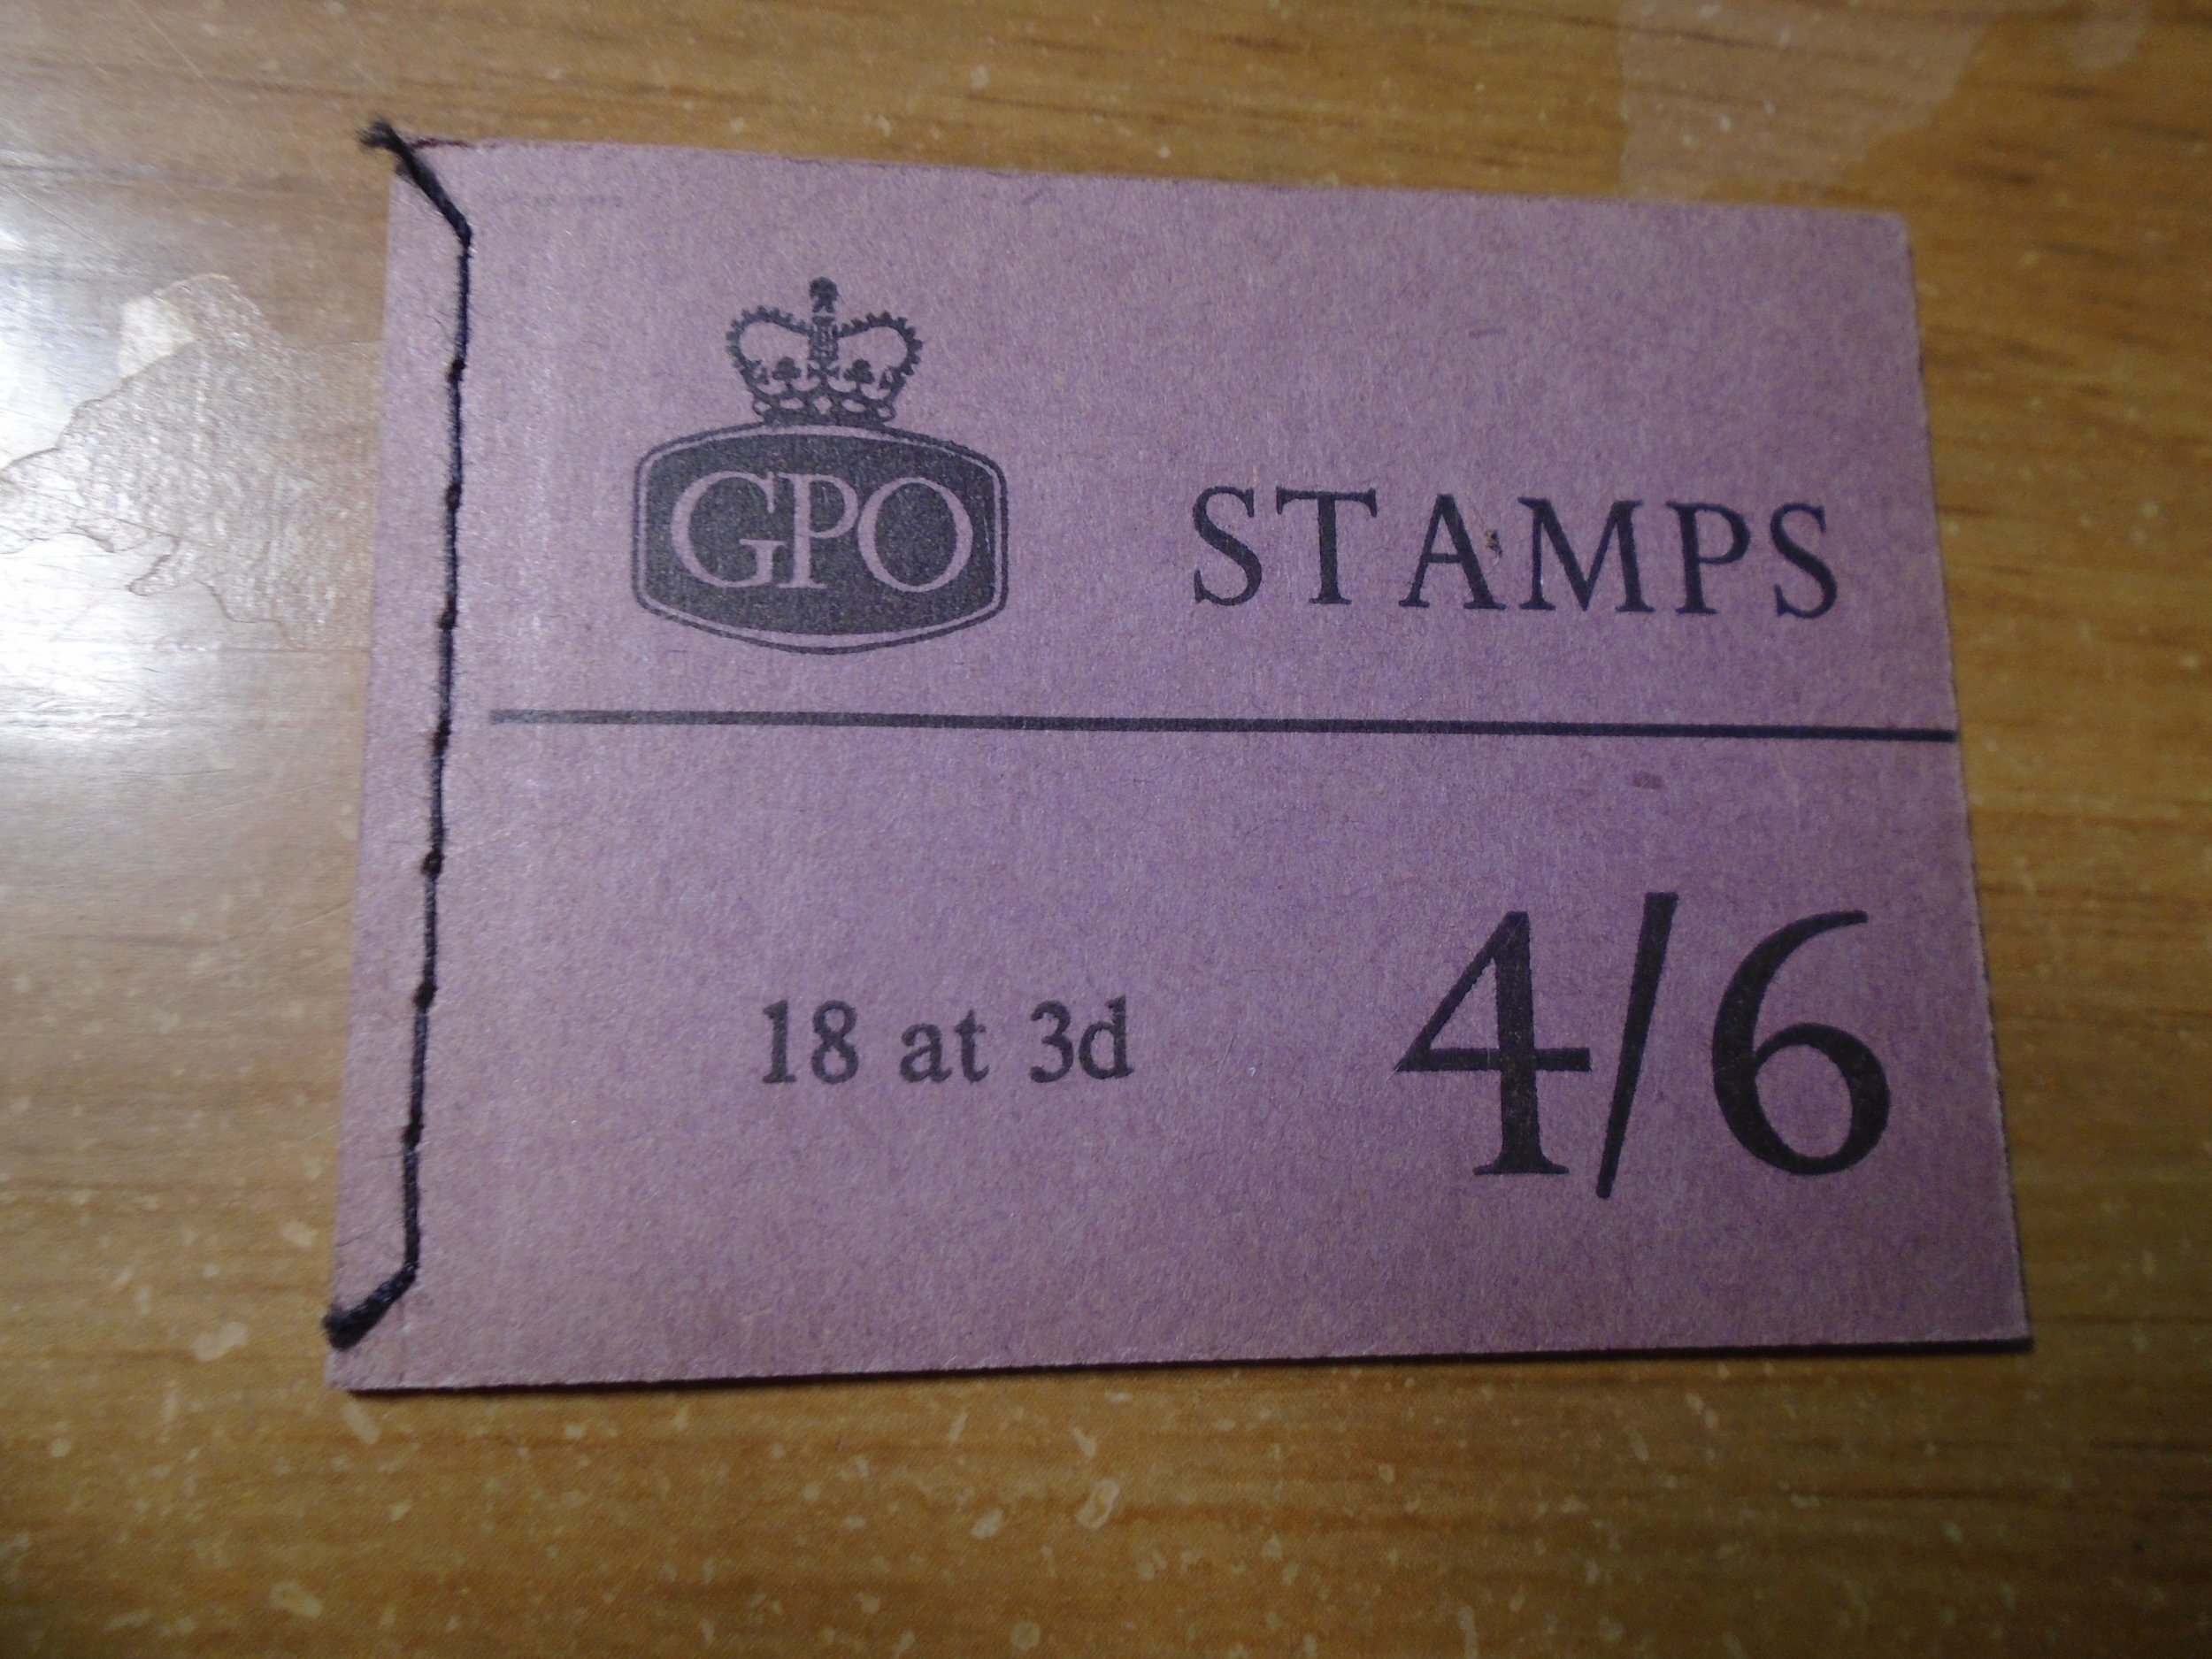 GPO
STAMPS
18 at 3d
4/6